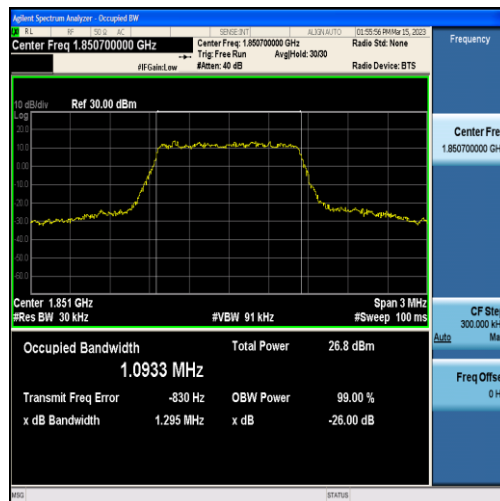 Agilent Spectrum Analyzer - Occupied BW
RL RF 50 Ω AC SENSE:INT ALIGN AUTO 01:55:56 PM Mar 15, 2023
Center Freq 1.850700000 GHz
Center Freq: 1.850700000 GHz
Radio Std: None
Trig: Free Run Avg|Hold: 30/30
#IFGain:Low #Atten: 40 dB Radio Device: BTS
Frequency
10 dB/div Ref 30.00 dBm
Log
20.0
10.0
0.00
-10.0
-20.0
-30.0
-40.0
-50.0
-60.0
Center Fre
1.850700000 GH
Center 1.851 GHz Span 3 MHz
#Res BW 30 kHz #VBW 91 kHz #Sweep 100 ms
CF Ste
300.000 kH
Auto Ma
Occupied Bandwidth Total Power 26.8 dBm
1.0933 MHz
Transmit Freq Error -830 Hz OBW Power 99.00 %
x dB Bandwidth 1.295 MHz x dB -26.00 dB
Freq Offse
0 H
MSG STATUS